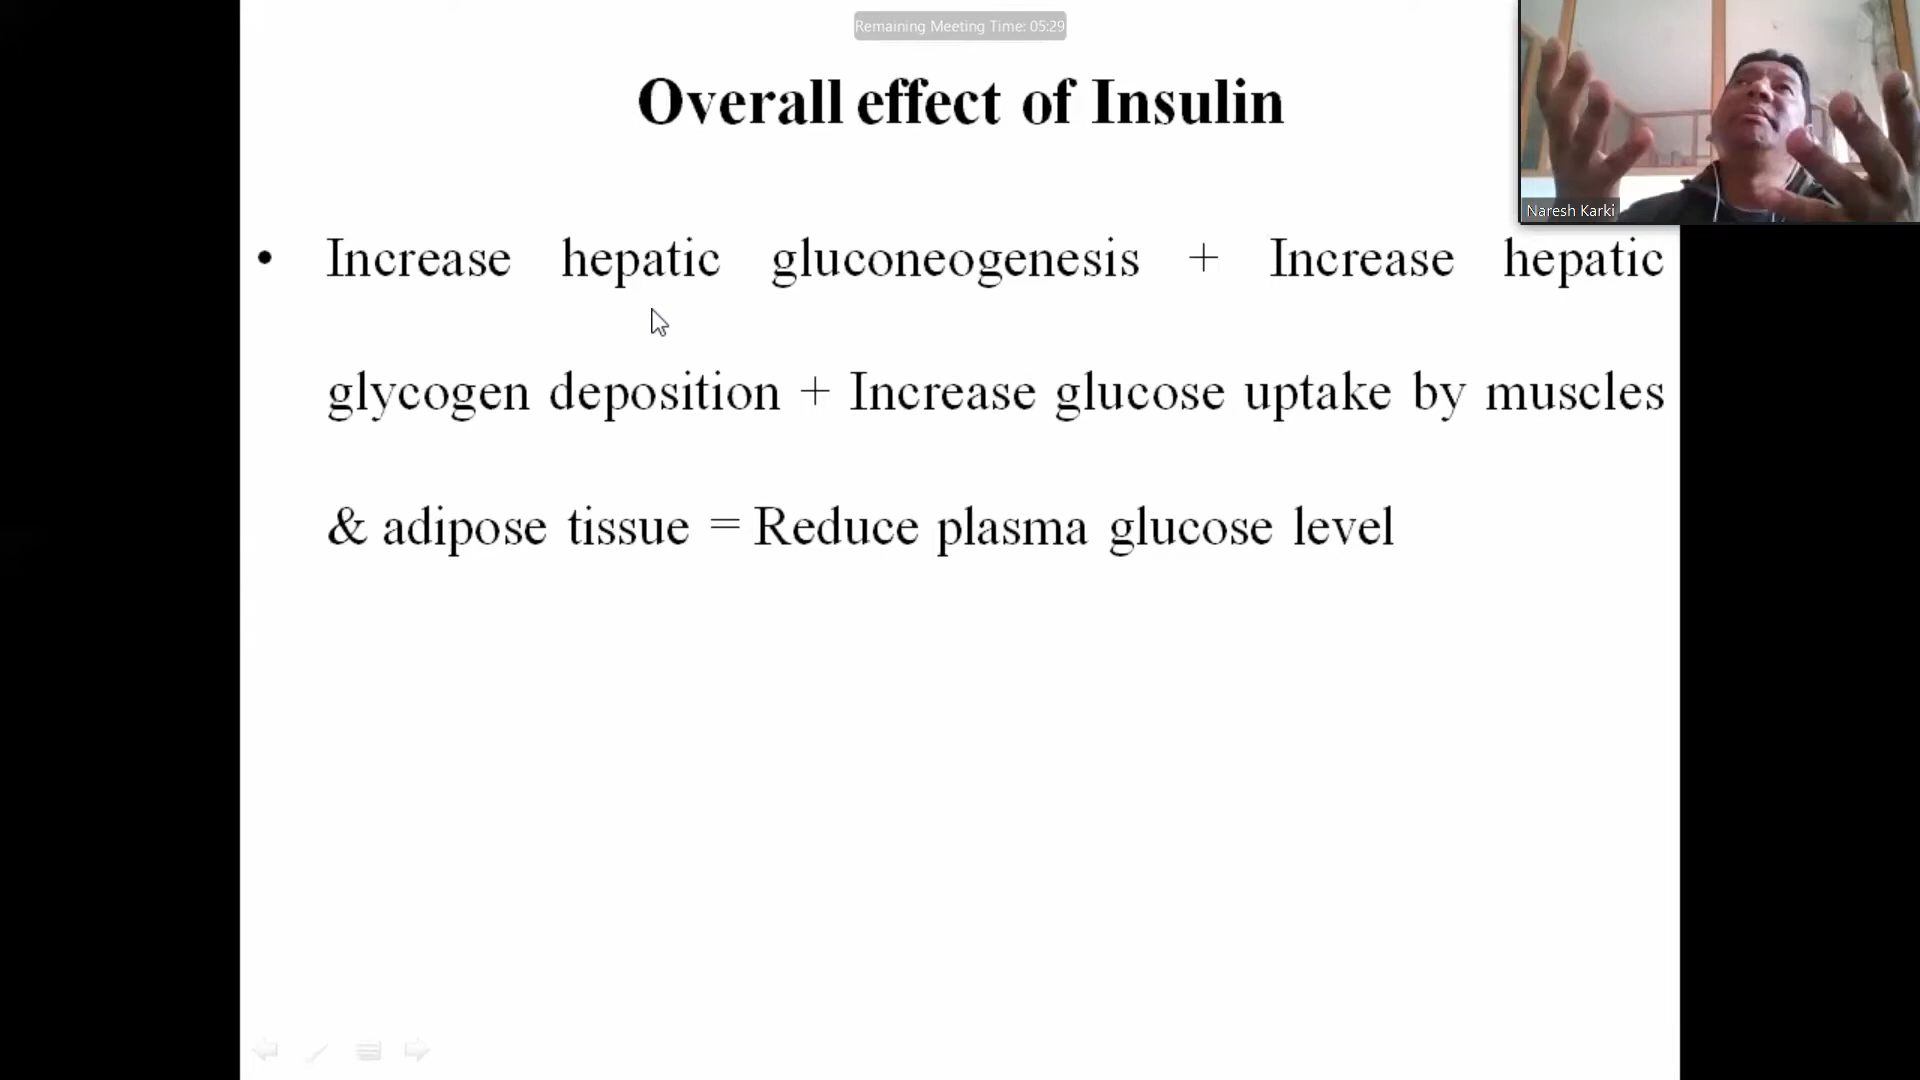 Remaining Meeting Time: 05:29
Overall effect of Insulin
Naresh Karki
• Increase hepatic gluconeogenesis + Increase hepatic
glycogen deposition + Increase glucose uptake by muscles
& adipose tissue = Reduce plasma glucose level